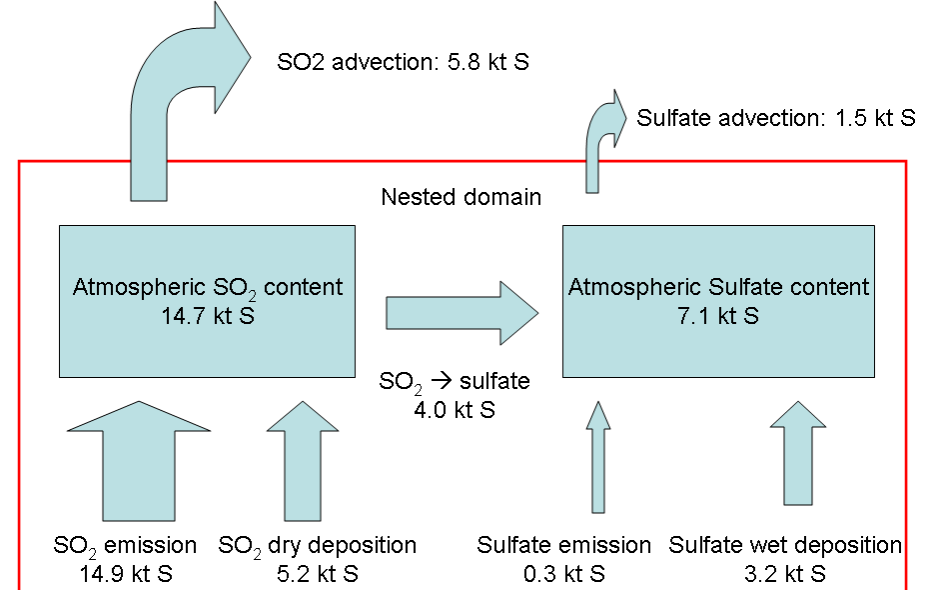 SO2 advection: 5.8 kt S
Sulfate advection: 1.5 kt S
Nested domain
Atmospheric SO₂ content
14.7 kt S
Atmospheric Sulfate content
7.1 kt S
SO₂ → sulfate
4.0 kt S
SO₂ emission
14.9 kt S
SO₂ dry deposition
5.2 kt S
Sulfate emission
0.3 kt S
Sulfate wet deposition
3.2 kt S